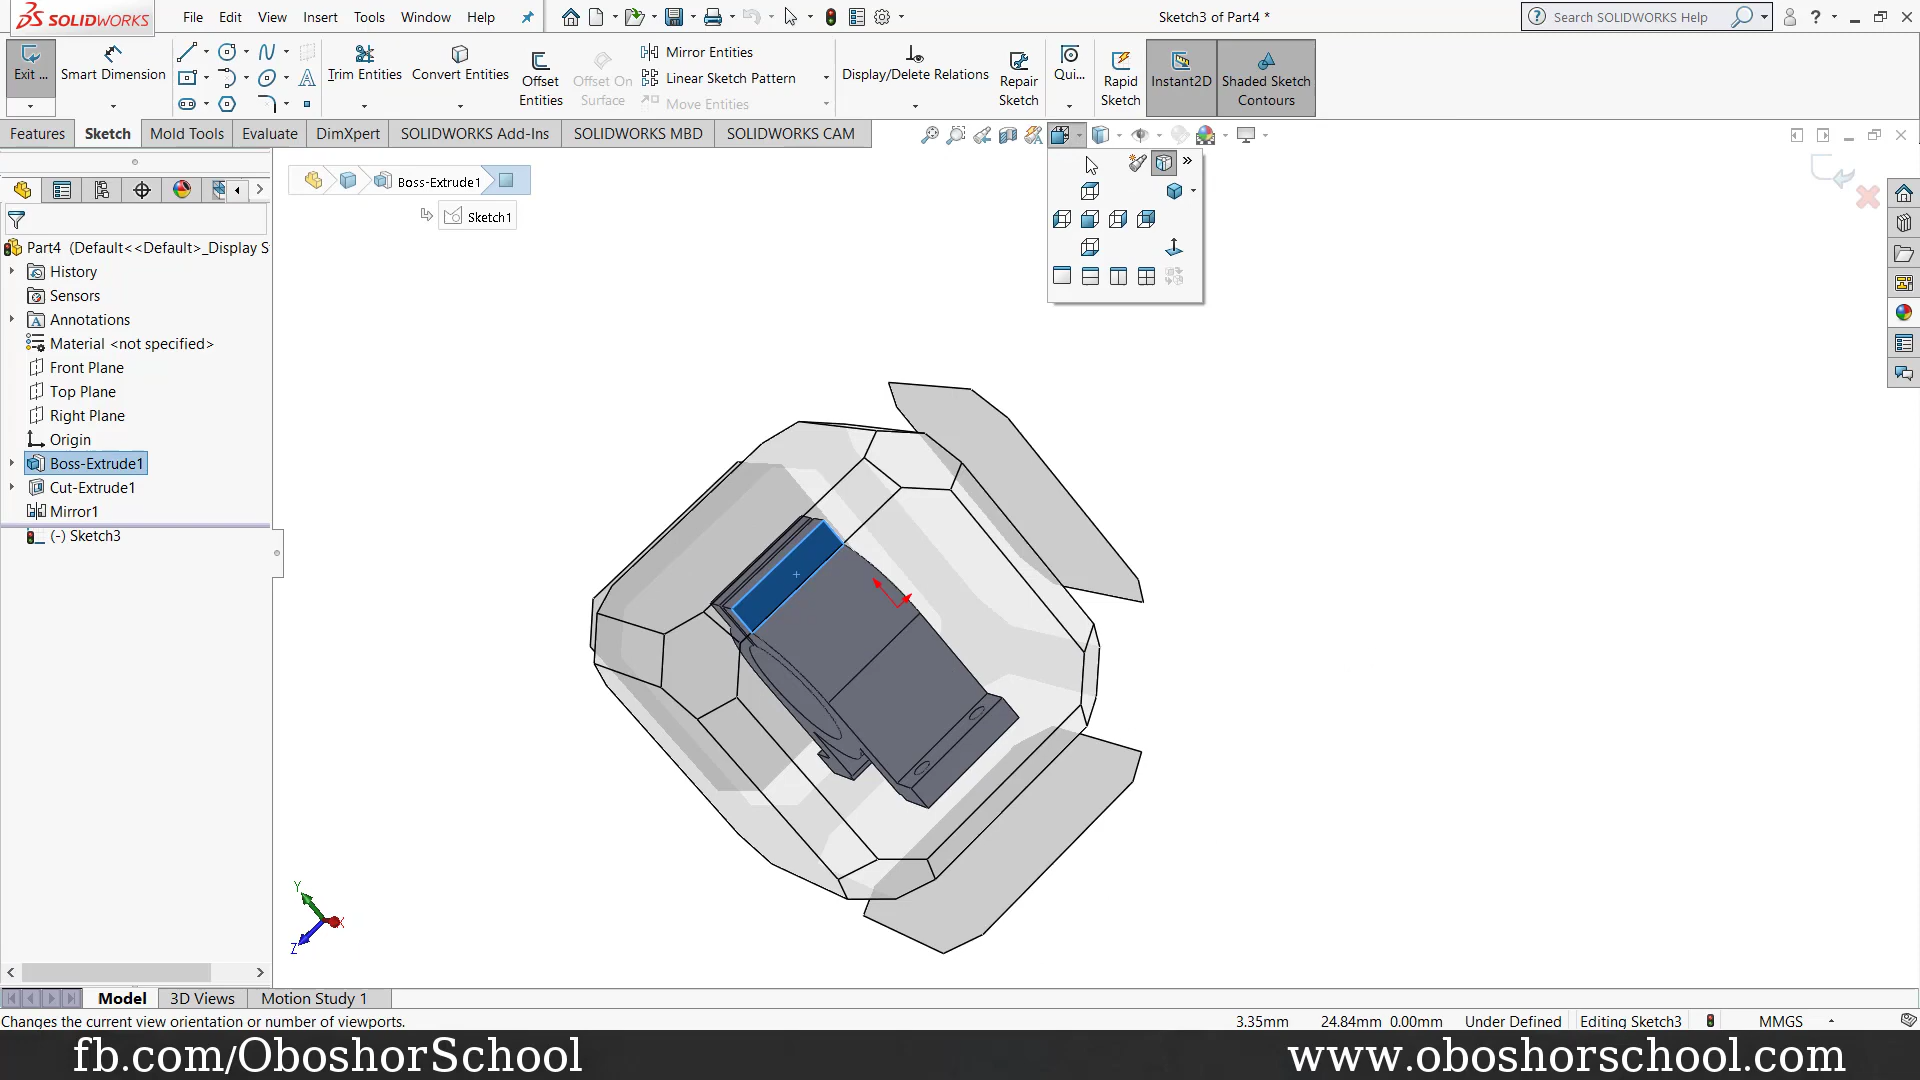 SOLIDWORKS
File Edit View Insert Tools Window Help
Sketch3 of Part4 *
Search SOLIDWORKS Help
?
Exit ...
Smart Dimension
Trim Entities
Convert Entities
Offset Entities
Offset On Surface
Mirror Entities
Linear Sketch Pattern
Move Entities
Display/Delete Relations
Repair Sketch
Qui...
Rapid Sketch
Instant2D
Shaded Sketch Contours
Features Sketch Mold Tools Evaluate DimXpert SOLIDWORKS Add-Ins SOLIDWORKS MBD SOLIDWORKS CAM
Boss-Extrude1
Sketch1
Part4 (Default<<Default>_Display S
History
Sensors
Annotations
Material <not specified>
Front Plane
Top Plane
Right Plane
Origin
Boss-Extrude1
Cut-Extrude1
Mirror1
(-) Sketch3
Y
X
Z
Model 3D Views Motion Study 1
Changes the current view orientation or number of viewports.
3.35mm 24.84mm 0.00mm Under Defined Editing Sketch3 MMGS
fb.com/OboshorSchool
www.oboshorschool.com